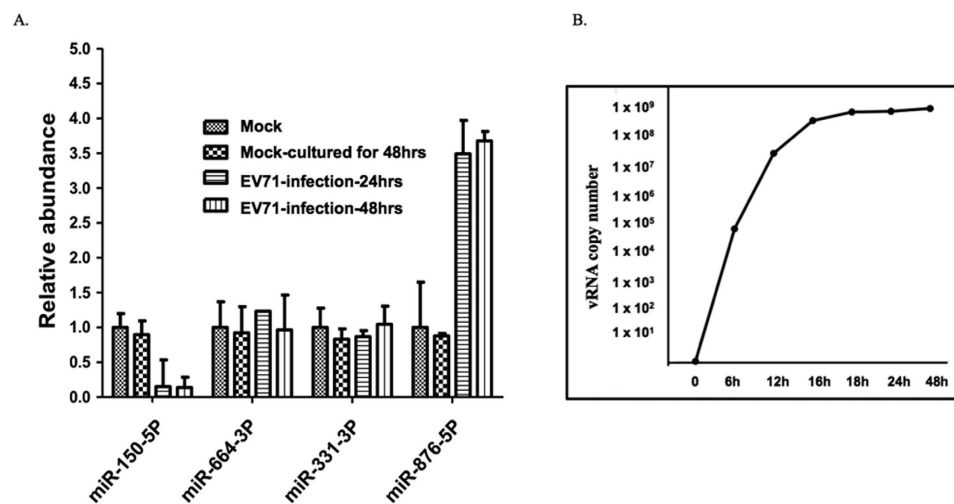 A.
B.
5.0
4.5
4.0
3.5
3.0
2.5
2.0
1.5
1.0
0.5
0.0
Relative abundance
Mock
Mock-cultured for 48hrs
EV71-infection-24hrs
EV71-infection-48hrs
miR-150-5P
miR-664-3P
miR-331-3P
miR-876-5P
vRNA copy number
1 x 10⁹
1 x 10⁸
1 x 10⁷
1 x 10⁶
1 x 10⁵
1 x 10⁴
1 x 10³
1 x 10²
1 x 10¹
0 6h 12h 16h 18h 24h 48h